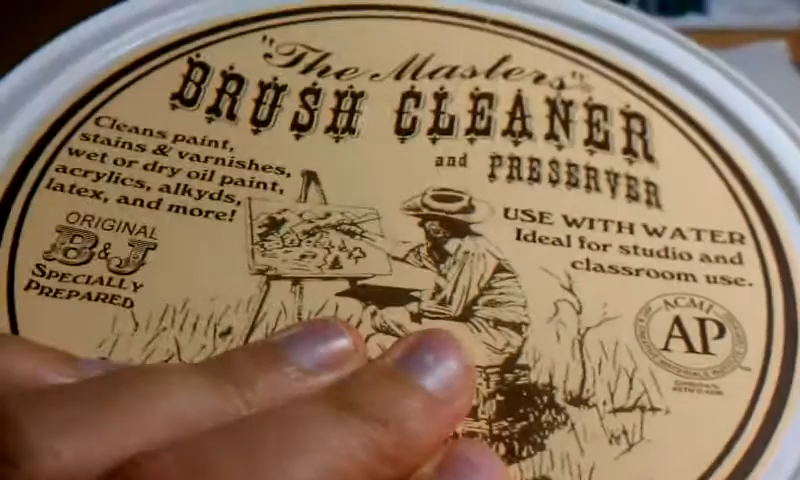 "The Masters"
BRUSH CLEANER
and PRESERVER
Cleans paint,
stains & varnishes,
wet or dry oil paint,
acrylics, alkyds,
latex, and more!
ORIGINAL
B&J
SPECIALLY
PREPARED
USE WITH WATER
Ideal for studio and
classroom use.
ACMI
AP